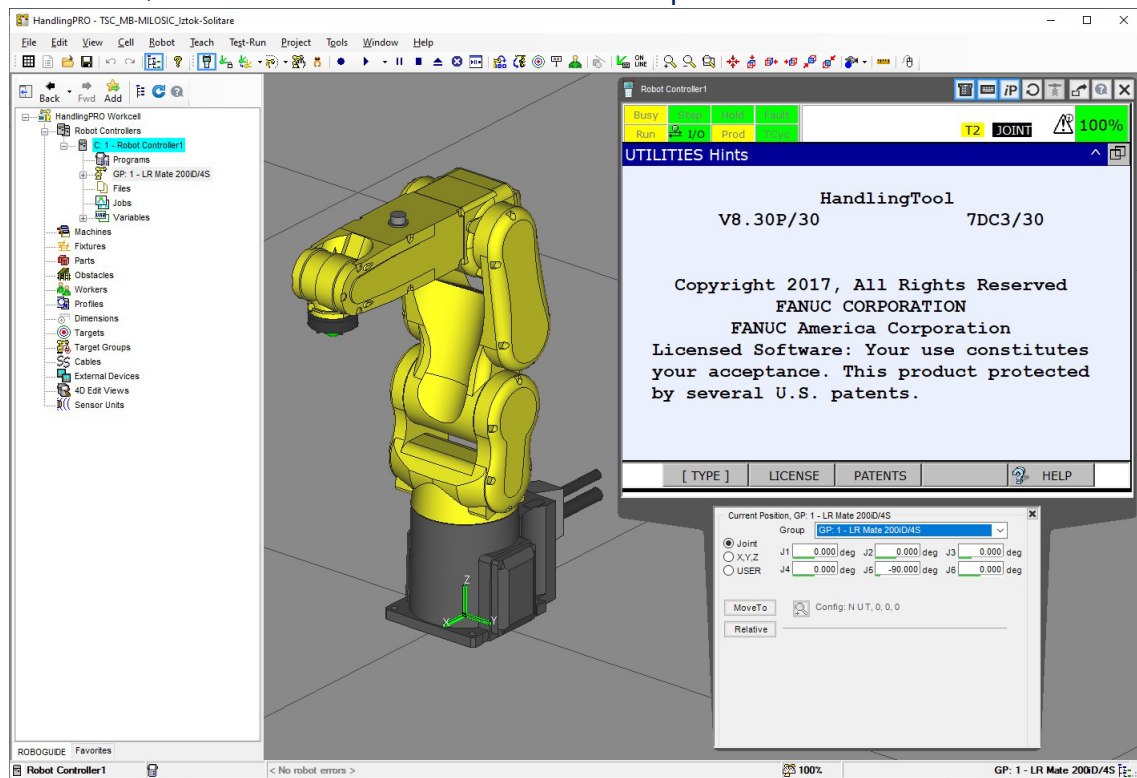 HandlingPRO - TSC_MB-MILOSIC_Iztok-Solitare
File Edit View Cell Robot Teach Test-Run Project Tools Window Help
Back Fwd Add
HandlingPRO Workcell
Robot Controllers
C: 1 - Robot Controller1
Programs
GP: 1 - LR Mate 200iD/4S
Files
Jobs
Variables
Machines
Fixtures
Parts
Obstacles
Workers
Profiles
Dimensions
Targets
Target Groups
Cables
External Devices
4D Edit Views
Sensor Units
ROBOGUIDE Favorites
Robot Controller1
Busy Step Hold Fault
Run I/O Prod TCyc
T2 JOINT 100%
UTILITIES Hints
HandlingTool
V8.30P/30 7DC3/30
Copyright 2017, All Rights Reserved
FANUC CORPORATION
FANUC America Corporation
Licensed Software: Your use constitutes
your acceptance. This product protected
by several U.S. patents.
[ TYPE ] LICENSE PATENTS HELP
Current Position, GP: 1 - LR Mate 200iD/4S
Group GP: 1 - LR Mate 200iD/4S
Joint J1 0.000 deg J2 0.000 deg J3 0.000 deg
X,Y,Z
USER J4 0.000 deg J5 -90.000 deg J6 0.000 deg
MoveTo Config: N U T, 0, 0, 0
Relative
Z
X Y
Robot Controller1 < No robot errors > 100% GP: 1 - LR Mate 200iD/4S